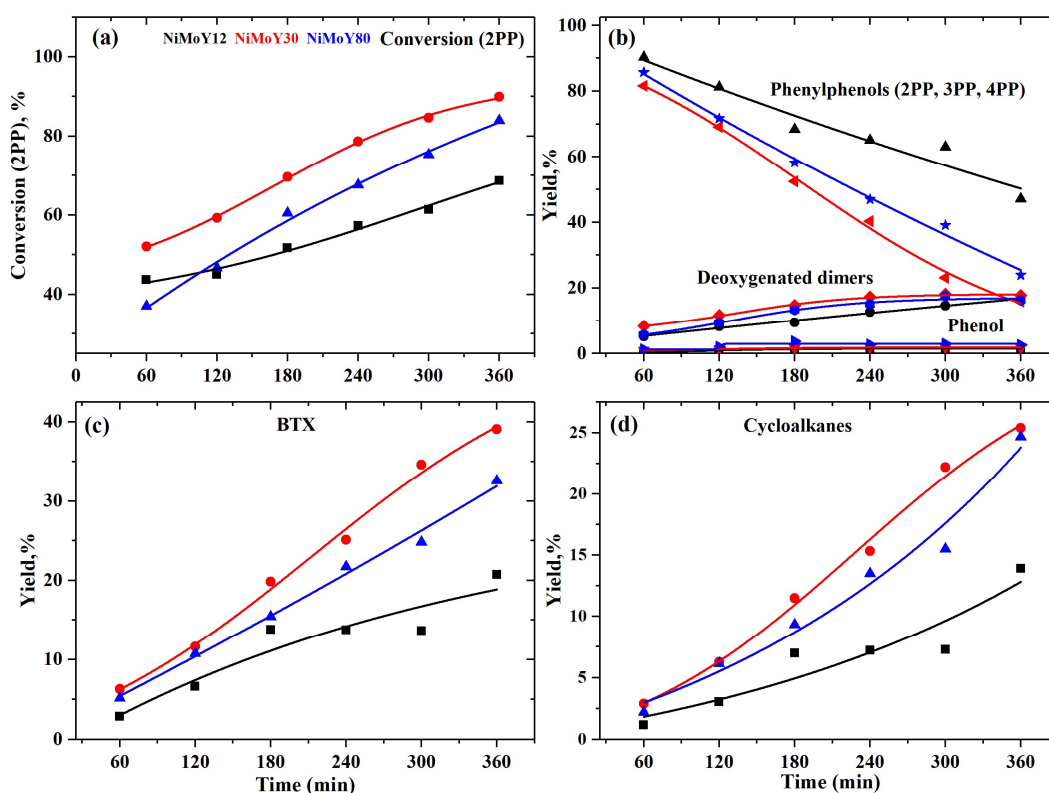 (a) NiMoY12 NiMoY30 NiMoY80 Conversion (2PP)
Conversion (2PP), %
100
80
60
40
60 120 180 240 300 360
(b)
Phenylphenols (2PP, 3PP, 4PP)
Deoxygenated dimers
Phenol
Yield,%
100
80
60
40
20
0
60 120 180 240 300 360
(c) BTX
Yield,%
40
30
20
10
0
60 120 180 240 300 360
Time (min)
(d) Cycloalkanes
Yield,%
25
20
15
10
5
0
60 120 180 240 300 360
Time (min)